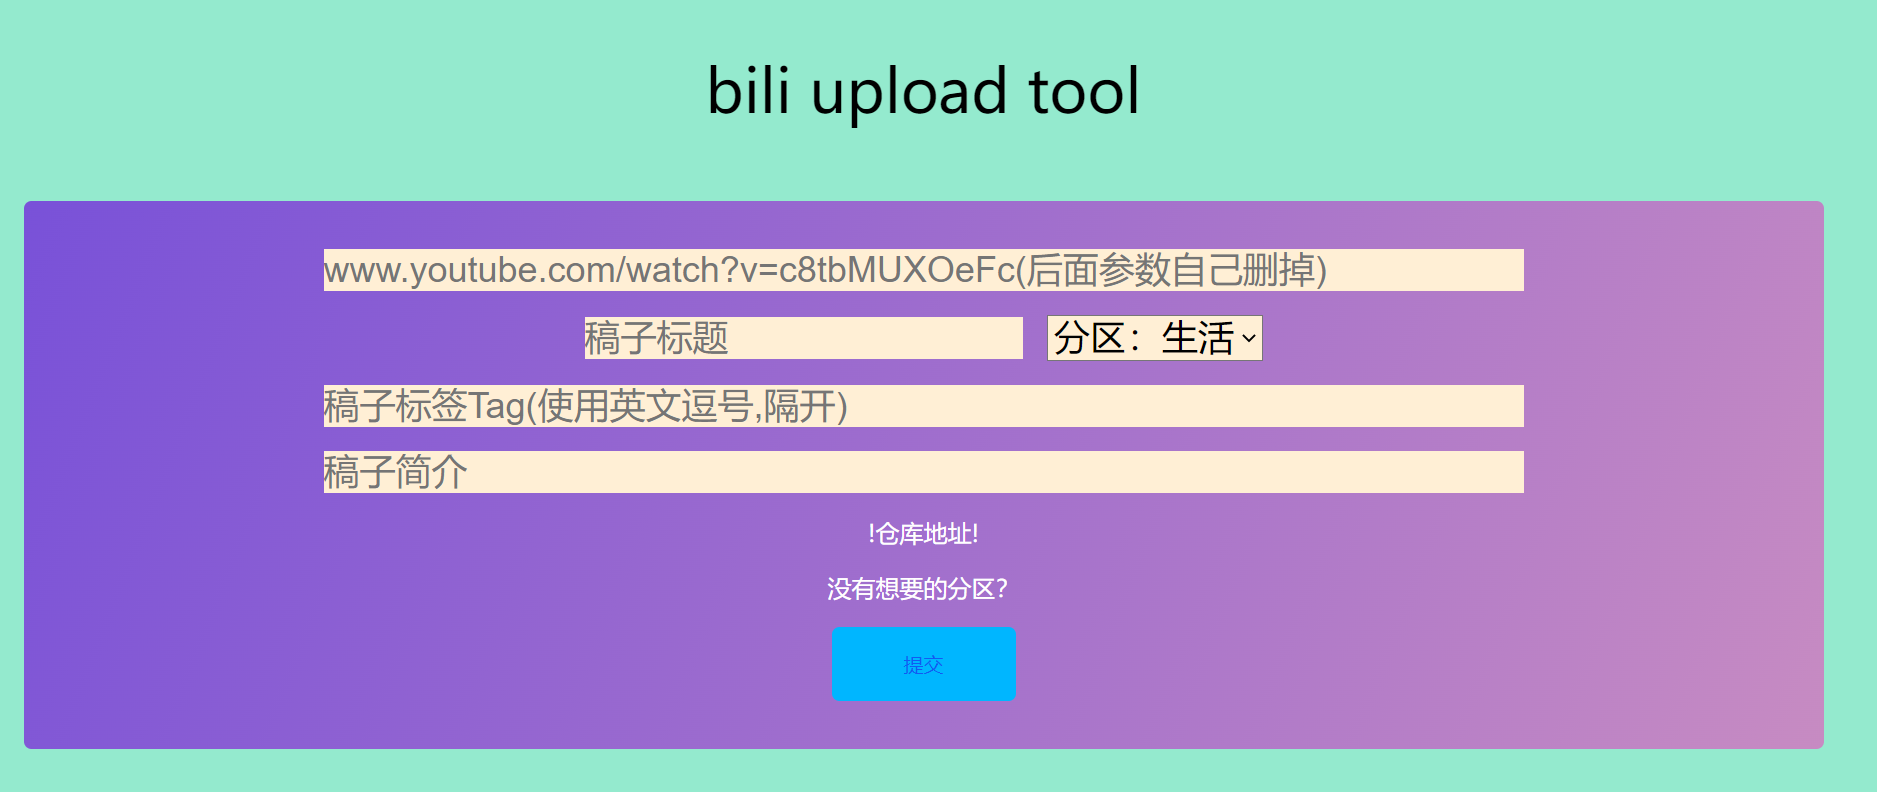 bili upload tool
www.youtube.com/watch?v=c8tbMUXOeFc(后面参数自己删掉)
稿子标题 分区：生活
稿子标签Tag(使用英文逗号,隔开)
稿子简介
!仓库地址!
没有想要的分区？
提交